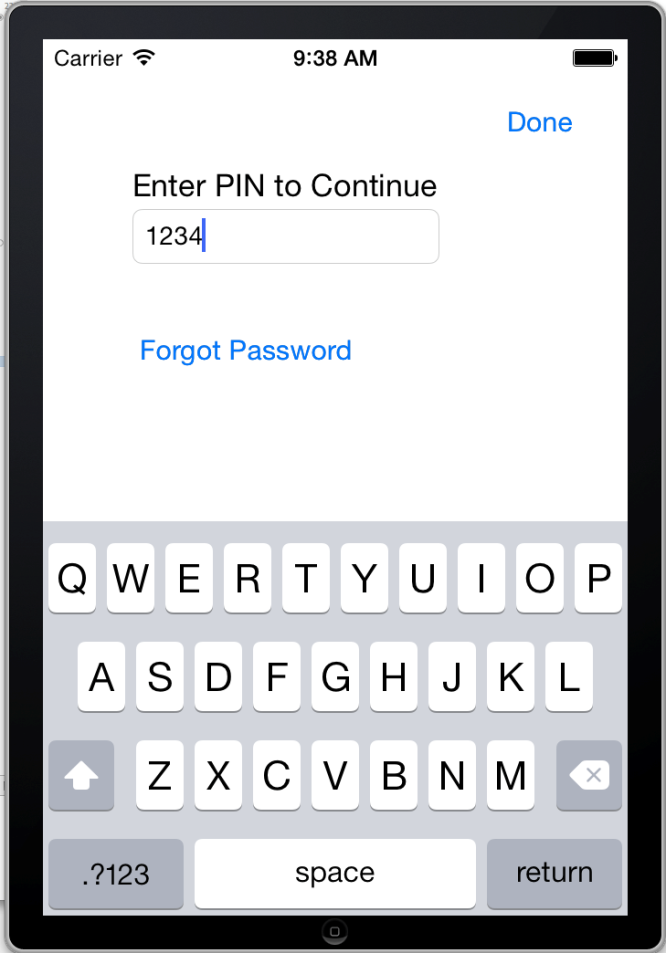 Carrier 9:38 AM
Done
Enter PIN to Continue
1234
Forgot Password
Q W E R T Y U I O P
A S D F G H J K L
Z X C V B N M
.?123 space return